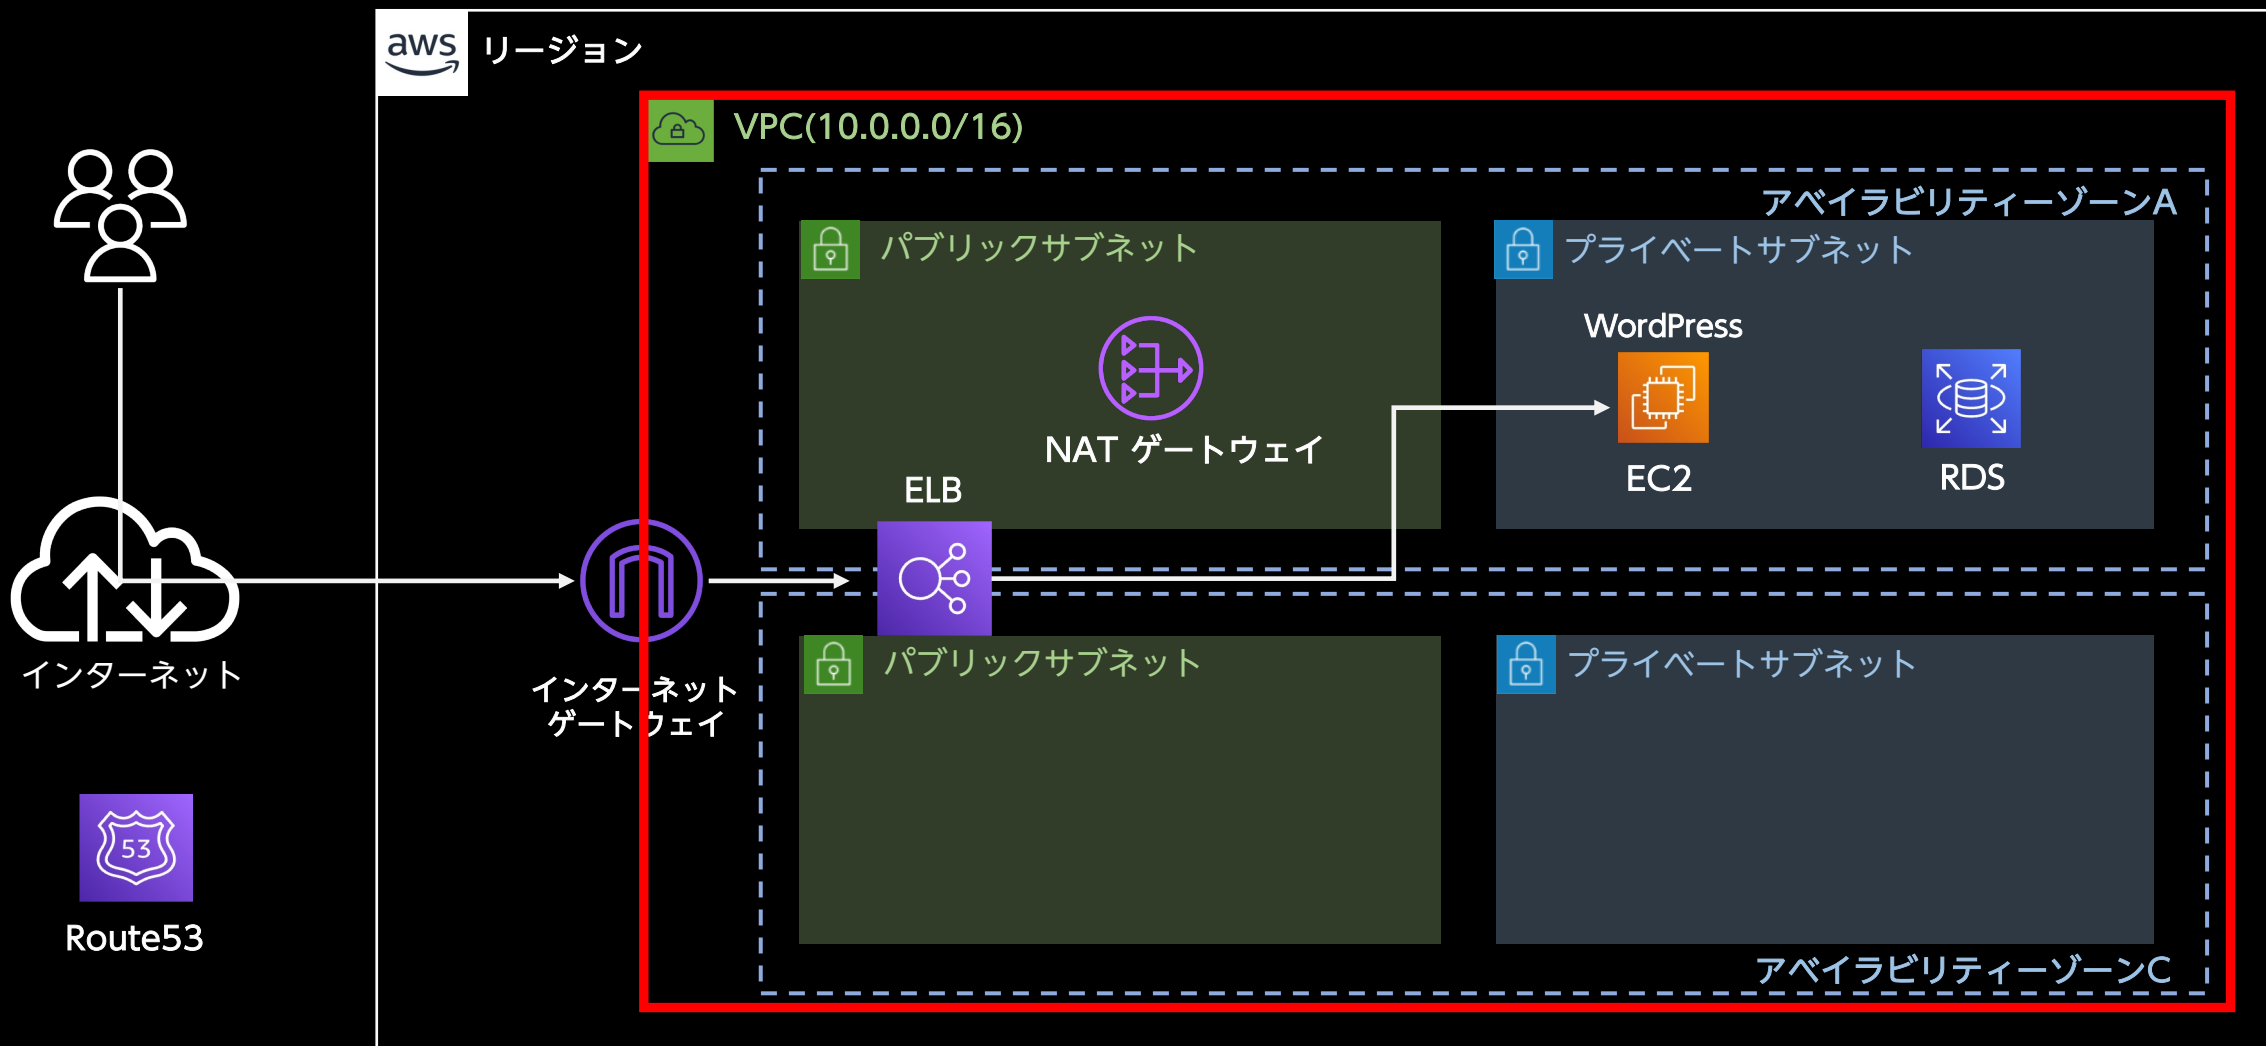 aws
リージョン
VPC(10.0.0.0/16)
アベイラビリティーゾーンA
パブリックサブネット
プライベートサブネット
WordPress
NAT ゲートウェイ
EC2
RDS
ELB
インターネット
インターネット
ゲートウェイ
パブリックサブネット
プライベートサブネット
53
Route53
アベイラビリティーゾーンC